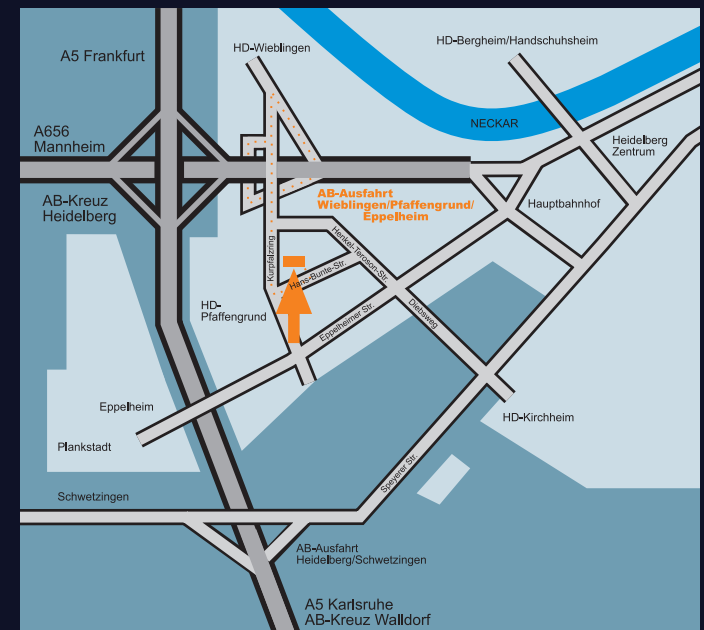 HD-Bergheim/Handschuhsheim
HD-Wieblingen
A5 Frankfurt
NECKAR
A656
Mannheim
Heidelberg
Zentrum
AB-Kreuz
Heidelberg
AB-Ausfahrt
Wieblingen/Pfaffengrund/
Eppelheim
Hauptbahnhof
Kurpfalzring
Henkel-Teroson-Str.
Hans-Bunte-Str.
HD-
Pfaffengrund
Eppelheimer Str.
Diebsweg
Eppelheim
HD-Kirchheim
Plankstadt
Speyerer Str.
Schwetzingen
AB-Ausfahrt
Heidelberg/Schwetzingen
A5 Karlsruhe
AB-Kreuz Walldorf